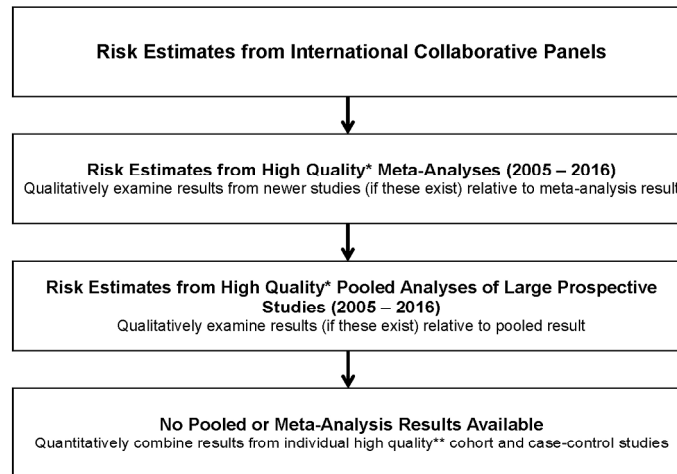 Risk Estimates from International Collaborative Panels
Risk Estimates from High Quality* Meta-Analyses (2005 – 2016)
Qualitatively examine results from newer studies (if these exist) relative to meta-analysis result
Risk Estimates from High Quality* Pooled Analyses of Large Prospective
Studies (2005 – 2016)
Qualitatively examine results (if these exist) relative to pooled result
No Pooled or Meta-Analysis Results Available
Quantitatively combine results from individual high quality** cohort and case-control studies